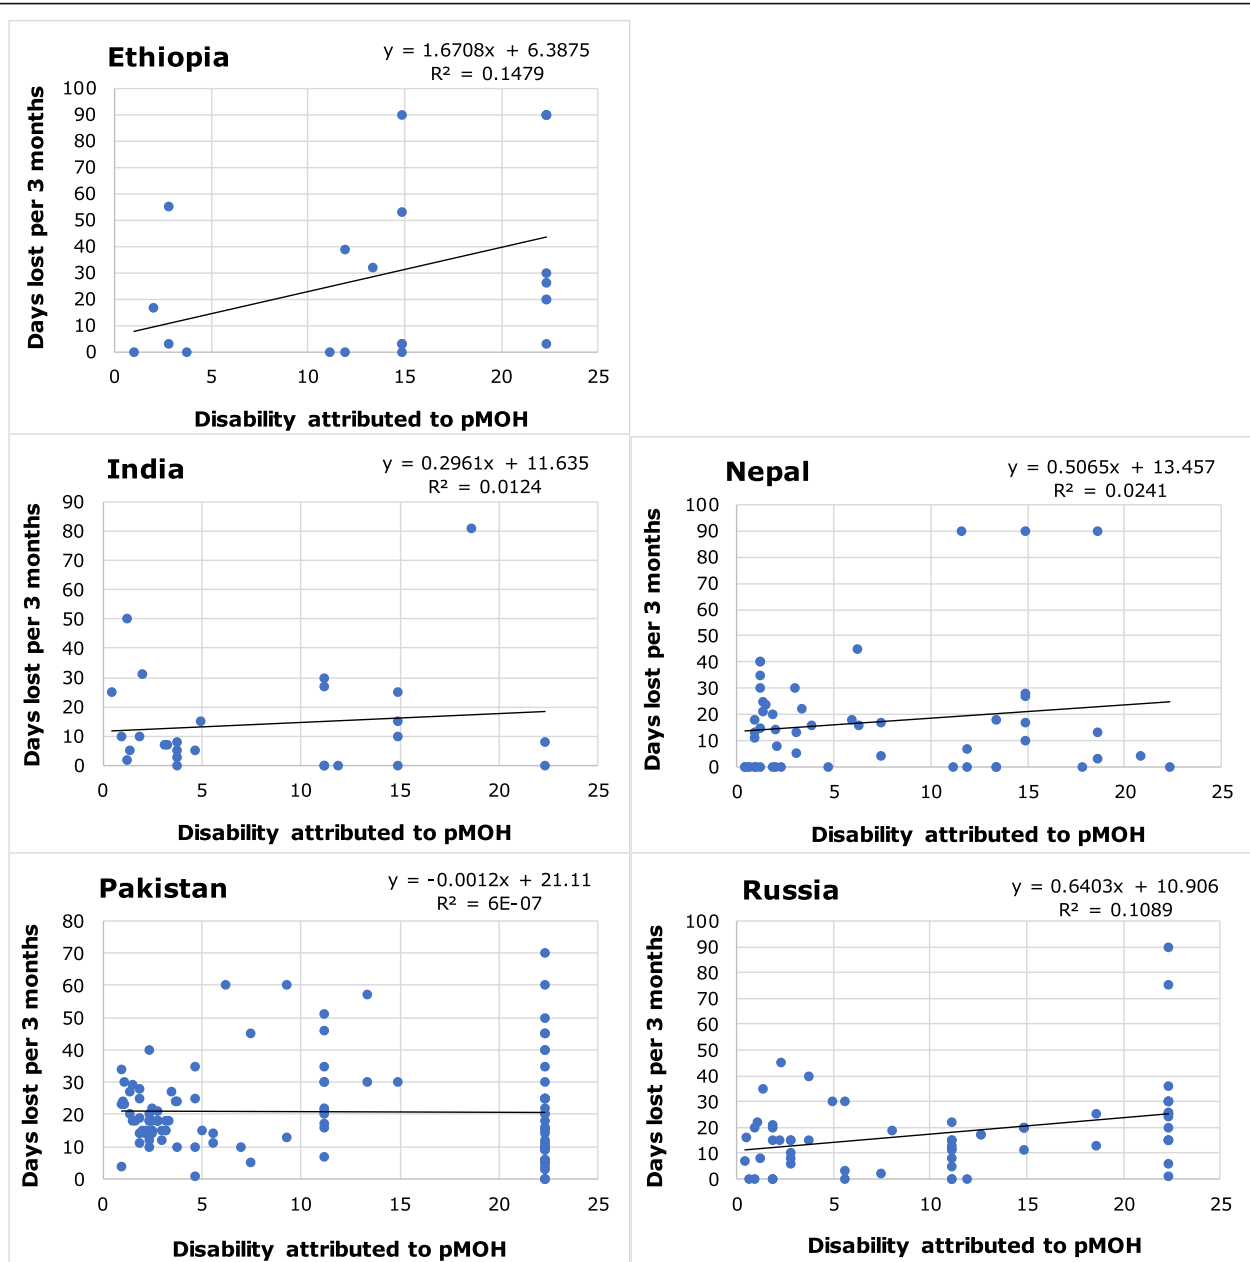 Ethiopia
y = 1.6708x + 6.3875
R² = 0.1479
Days lost per 3 months
100
90
80
70
60
50
40
30
20
10
0
0 5 10 15 20 25
Disability attributed to pMOH
India
y = 0.2961x + 11.635
R² = 0.0124
Days lost per 3 months
90
80
70
60
50
40
30
20
10
0
0 5 10 15 20 25
Disability attributed to pMOH
Nepal
y = 0.5065x + 13.457
R² = 0.0241
Days lost per 3 months
100
90
80
70
60
50
40
30
20
10
0
0 5 10 15 20 25
Disability attributed to pMOH
Pakistan
y = -0.0012x + 21.11
R² = 6E-07
Days lost per 3 months
80
70
60
50
40
30
20
10
0
0 5 10 15 20 25
Disability attributed to pMOH
Russia
y = 0.6403x + 10.906
R² = 0.1089
Days lost per 3 months
100
90
80
70
60
50
40
30
20
10
0
0 5 10 15 20 25
Disability attributed to pMOH